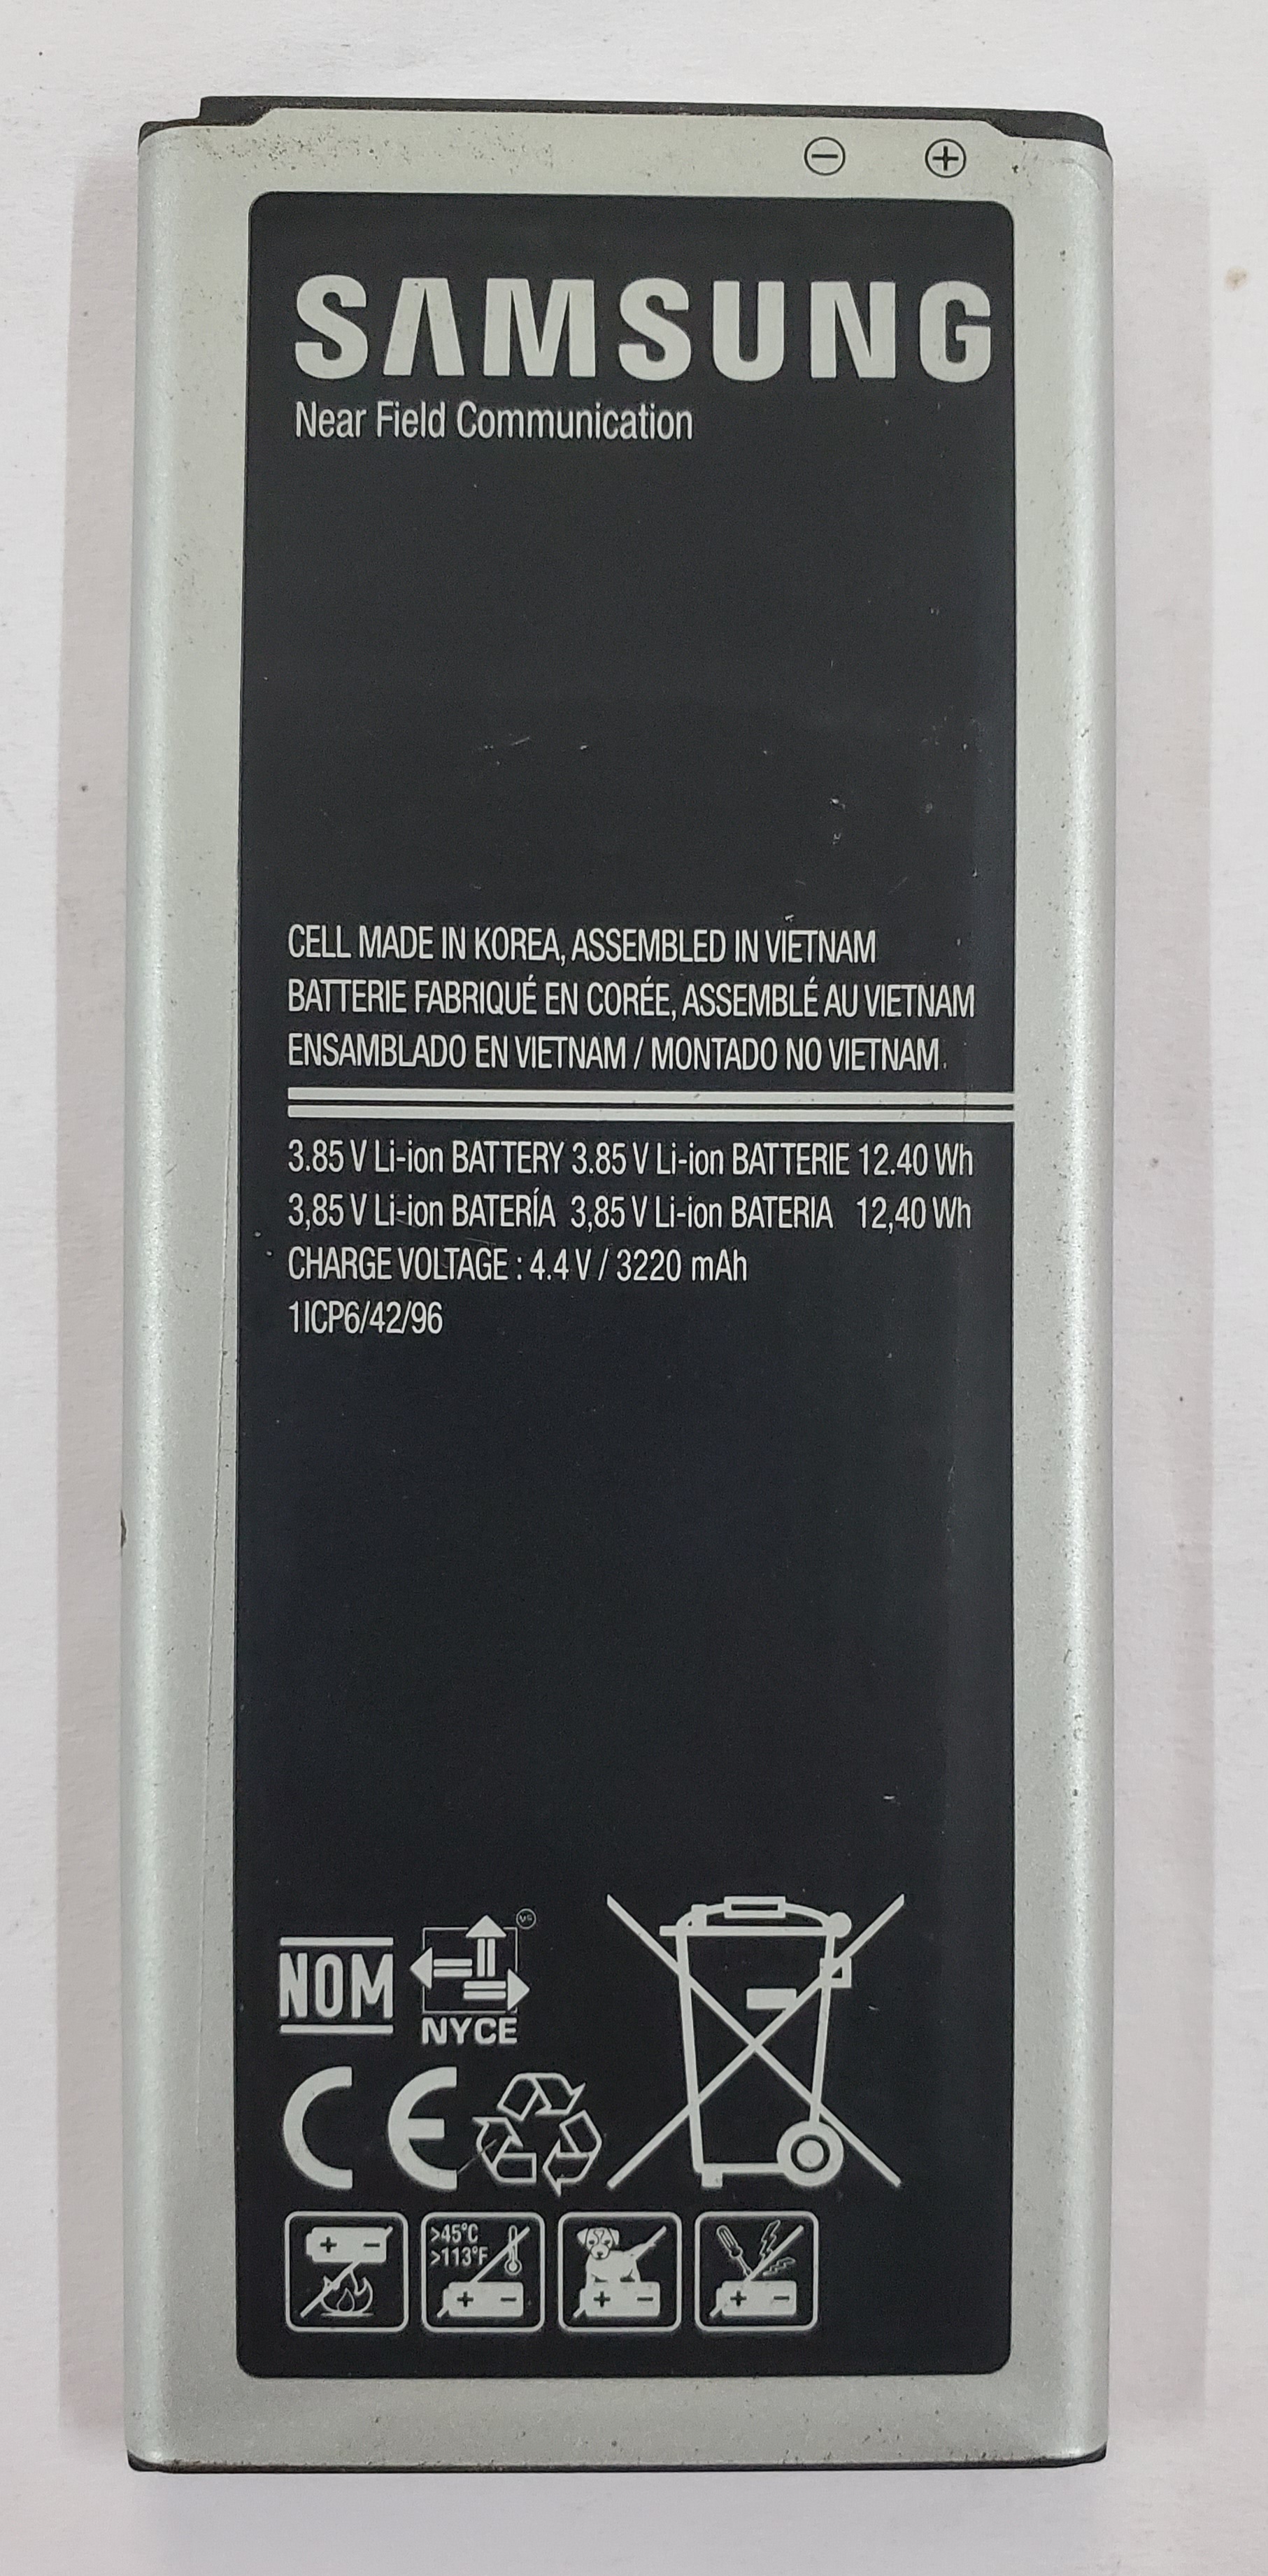 SAMSUNG
Near Field Communication
CELL MADE IN KOREA, ASSEMBLED IN VIETNAM
BATTERIE FABRIQUÉ EN CORÉE, ASSEMBLÉ AU VIETNAM
ENSAMBLADO EN VIETNAM / MONTADO NO VIETNAM
3.85 V Li-ion BATTERY 3.85 V Li-ion BATTERIE 12.40 Wh
3,85 V Li-ion BATERÍA 3,85 V Li-ion BATERIA 12,40 Wh
CHARGE VOLTAGE : 4.4 V / 3220 mAh
1ICP6/42/96
NOM
NYCE
CE
>45°C
>113°F